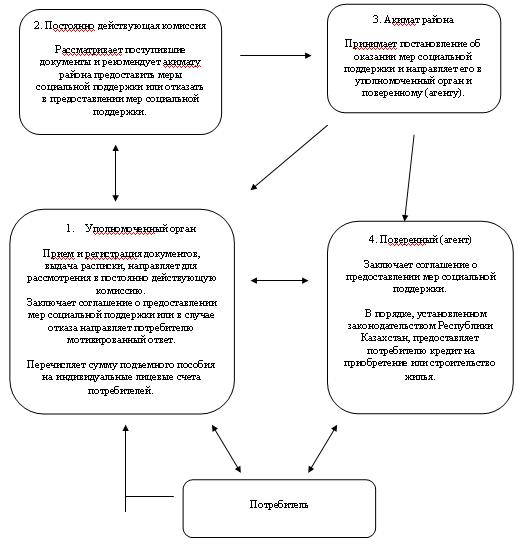 2. Постоянно действующая комиссия
Рассматривает поступившие
документы и рекомендует акимату
района предоставить меры
социальной поддержки или отказать
в предоставлении мер социальной
поддержки.
3. Акимат района
Принимает постановление об
оказании мер социальной
поддержки и направляет его в
уполномоченный орган и
поверенному (агенту).
1. Уполномоченный орган
Прием и регистрация документов,
выдача расписки, направляет для
рассмотрения в постоянно действующую
комиссию.
Заключает соглашение о предоставлении
мер социальной поддержки или в случае
отказа направляет потребителю
мотивированный ответ.
Перечисляет сумму подъемного пособия
на индивидуальные лицевые счета
потребителей.
4. Поверенный (агент)
Заключает соглашение о
предоставлении мер социальной
поддержки.
В порядке, установленном
законодательством Республики
Казахстан, предоставляет
потребителю кредит на
приобретение или строительство
жилья.
Потребитель